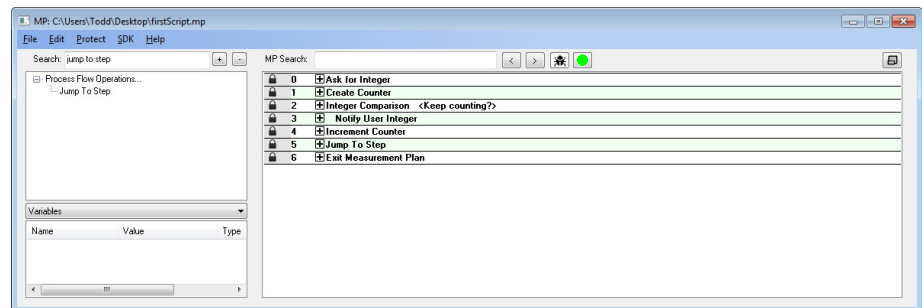 MP: C:\Users\Todd\Desktop\firstScript.mp
File Edit Protect SDK Help
Search: jump to step + -
Process Flow Operations...
Jump To Step
Variables
Name Value Type
MP Search: < >
0 Ask for Integer
1 Create Counter
2 Integer Comparison <Keep counting?>
3 Notify User Integer
4 Increment Counter
5 Jump To Step
6 Exit Measurement Plan